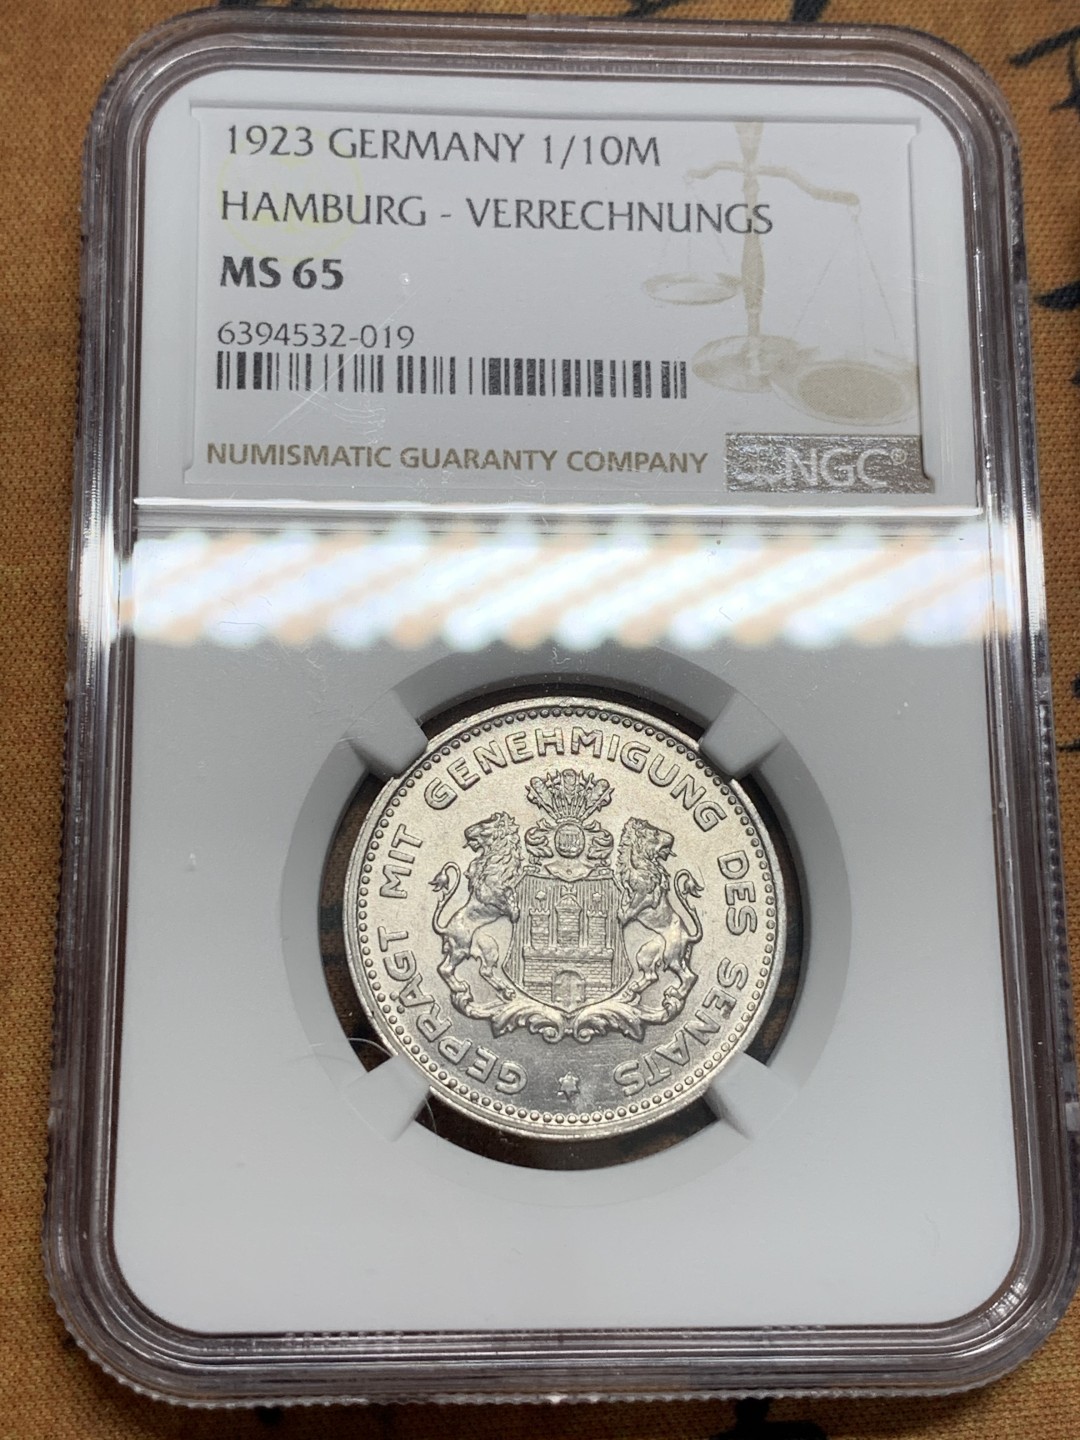 1923 GERMANY 1/10M
HAMBURG - VERRECHNUNGS
MS 65
6394532-019
NUMISMATIC GUARANTY COMPANY
NGC®
GEPRÄGT MIT GENEHMIGUNG DES SENATS